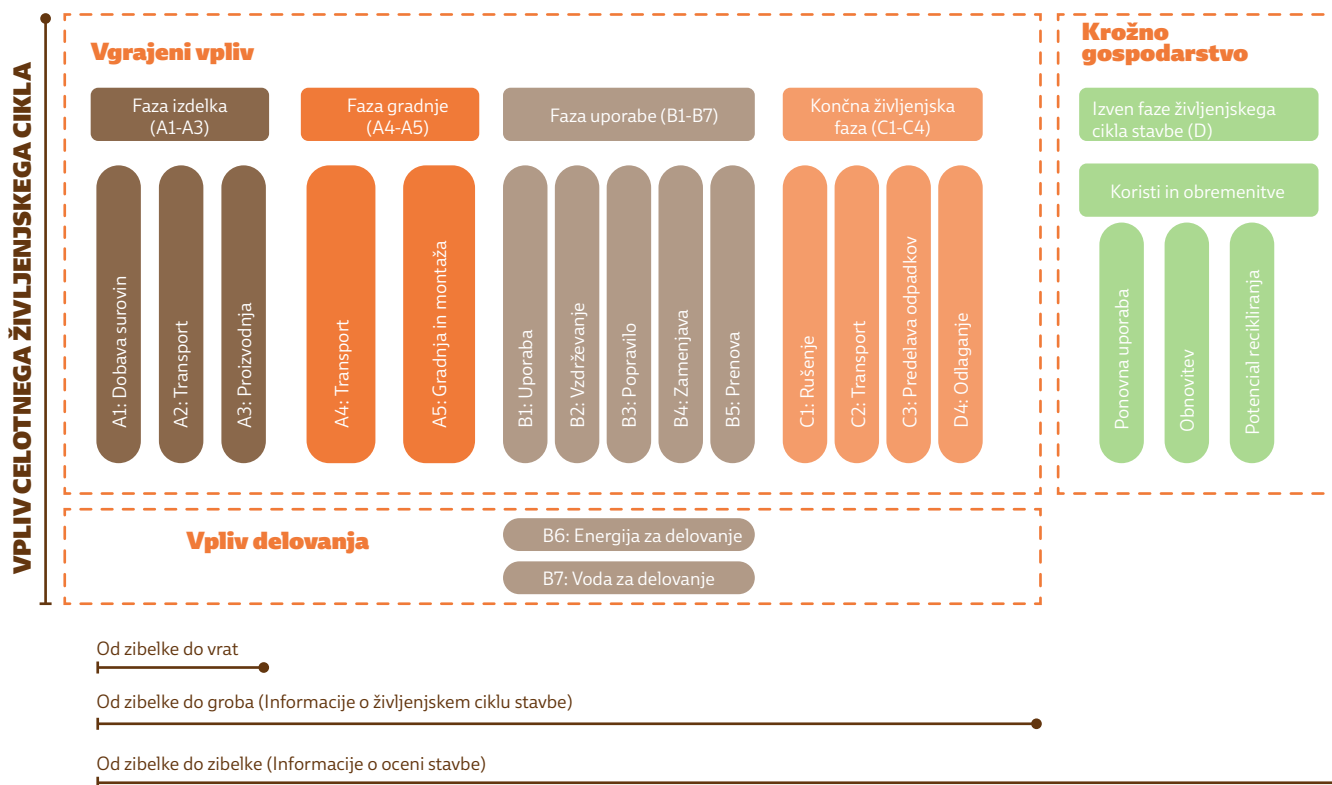 VPLIV CELOTNEGA ŽIVLJENJSKEGA CIKLA
Vgrajeni vpliv
Faza izdelka
(A1-A3)
Faza gradnje
(A4-A5)
Faza uporabe (B1-B7)
Končna življenjska
faza (C1-C4)
A1: Dobava surovin
A2: Transport
A3: Proizvodnja
A4: Transport
A5: Gradnja in montaža
B1: Uporaba
B2: Vzdrževanje
B3: Popravilo
B4: Zamenjava
B5: Prenova
C1: Rušenje
C2: Transport
C3: Predelava odpadkov
D4: Odlaganje
Krožno
gospodarstvo
Izven faze življenjskega
cikla stavbe (D)
Koristi in obremenitve
Ponovna uporaba
Obnovitev
Potencial recikliranja
Vpliv delovanja
B6: Energija za delovanje
B7: Voda za delovanje
Od zibelke do vrat
Od zibelke do groba (Informacije o življenjskem ciklu stavbe)
Od zibelke do zibelke (Informacije o oceni stavbe)